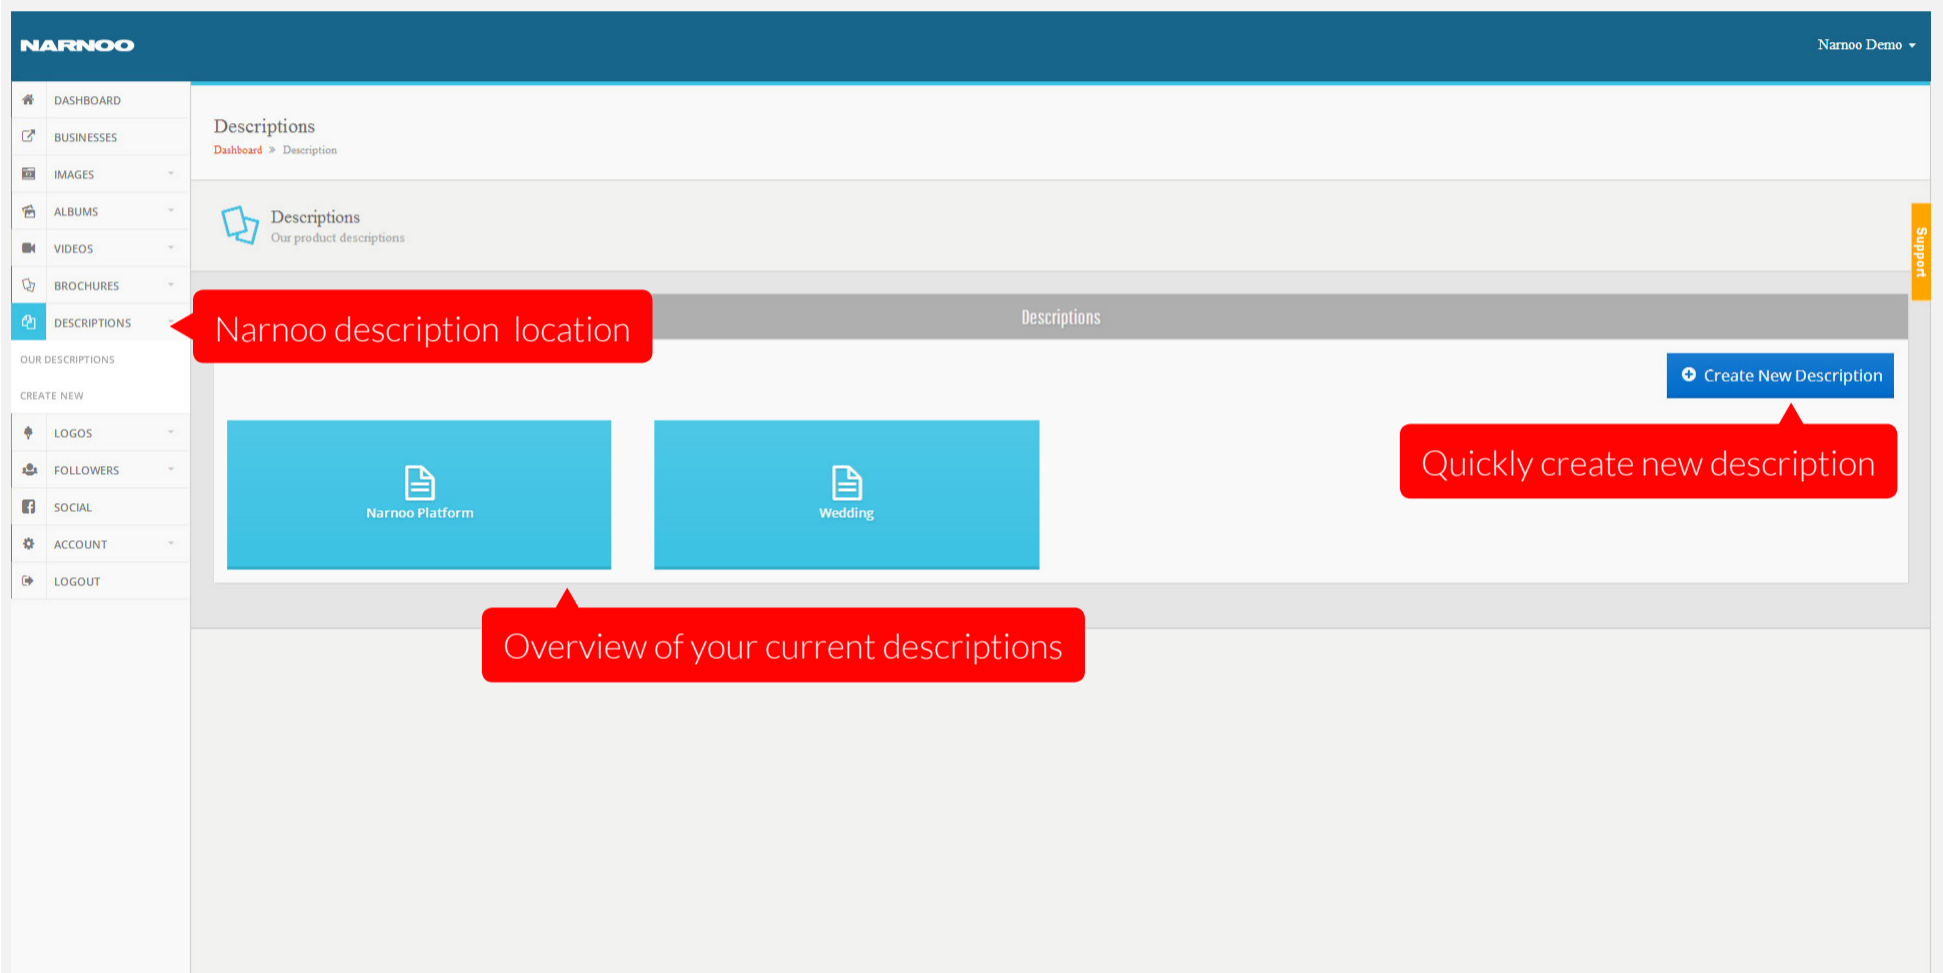 NARNOO
Narnoo Demo
DASHBOARD
BUSINESSES
IMAGES
ALBUMS
VIDEOS
BROCHURES
DESCRIPTIONS
OUR DESCRIPTIONS
CREATE NEW
LOGOS
FOLLOWERS
SOCIAL
ACCOUNT
LOGOUT
Descriptions
Dashboard » Description
Descriptions
Our product descriptions
Support
Narnoo description location
Descriptions
Create New Description
Quickly create new description
Narnoo Platform
Wedding
Overview of your current descriptions